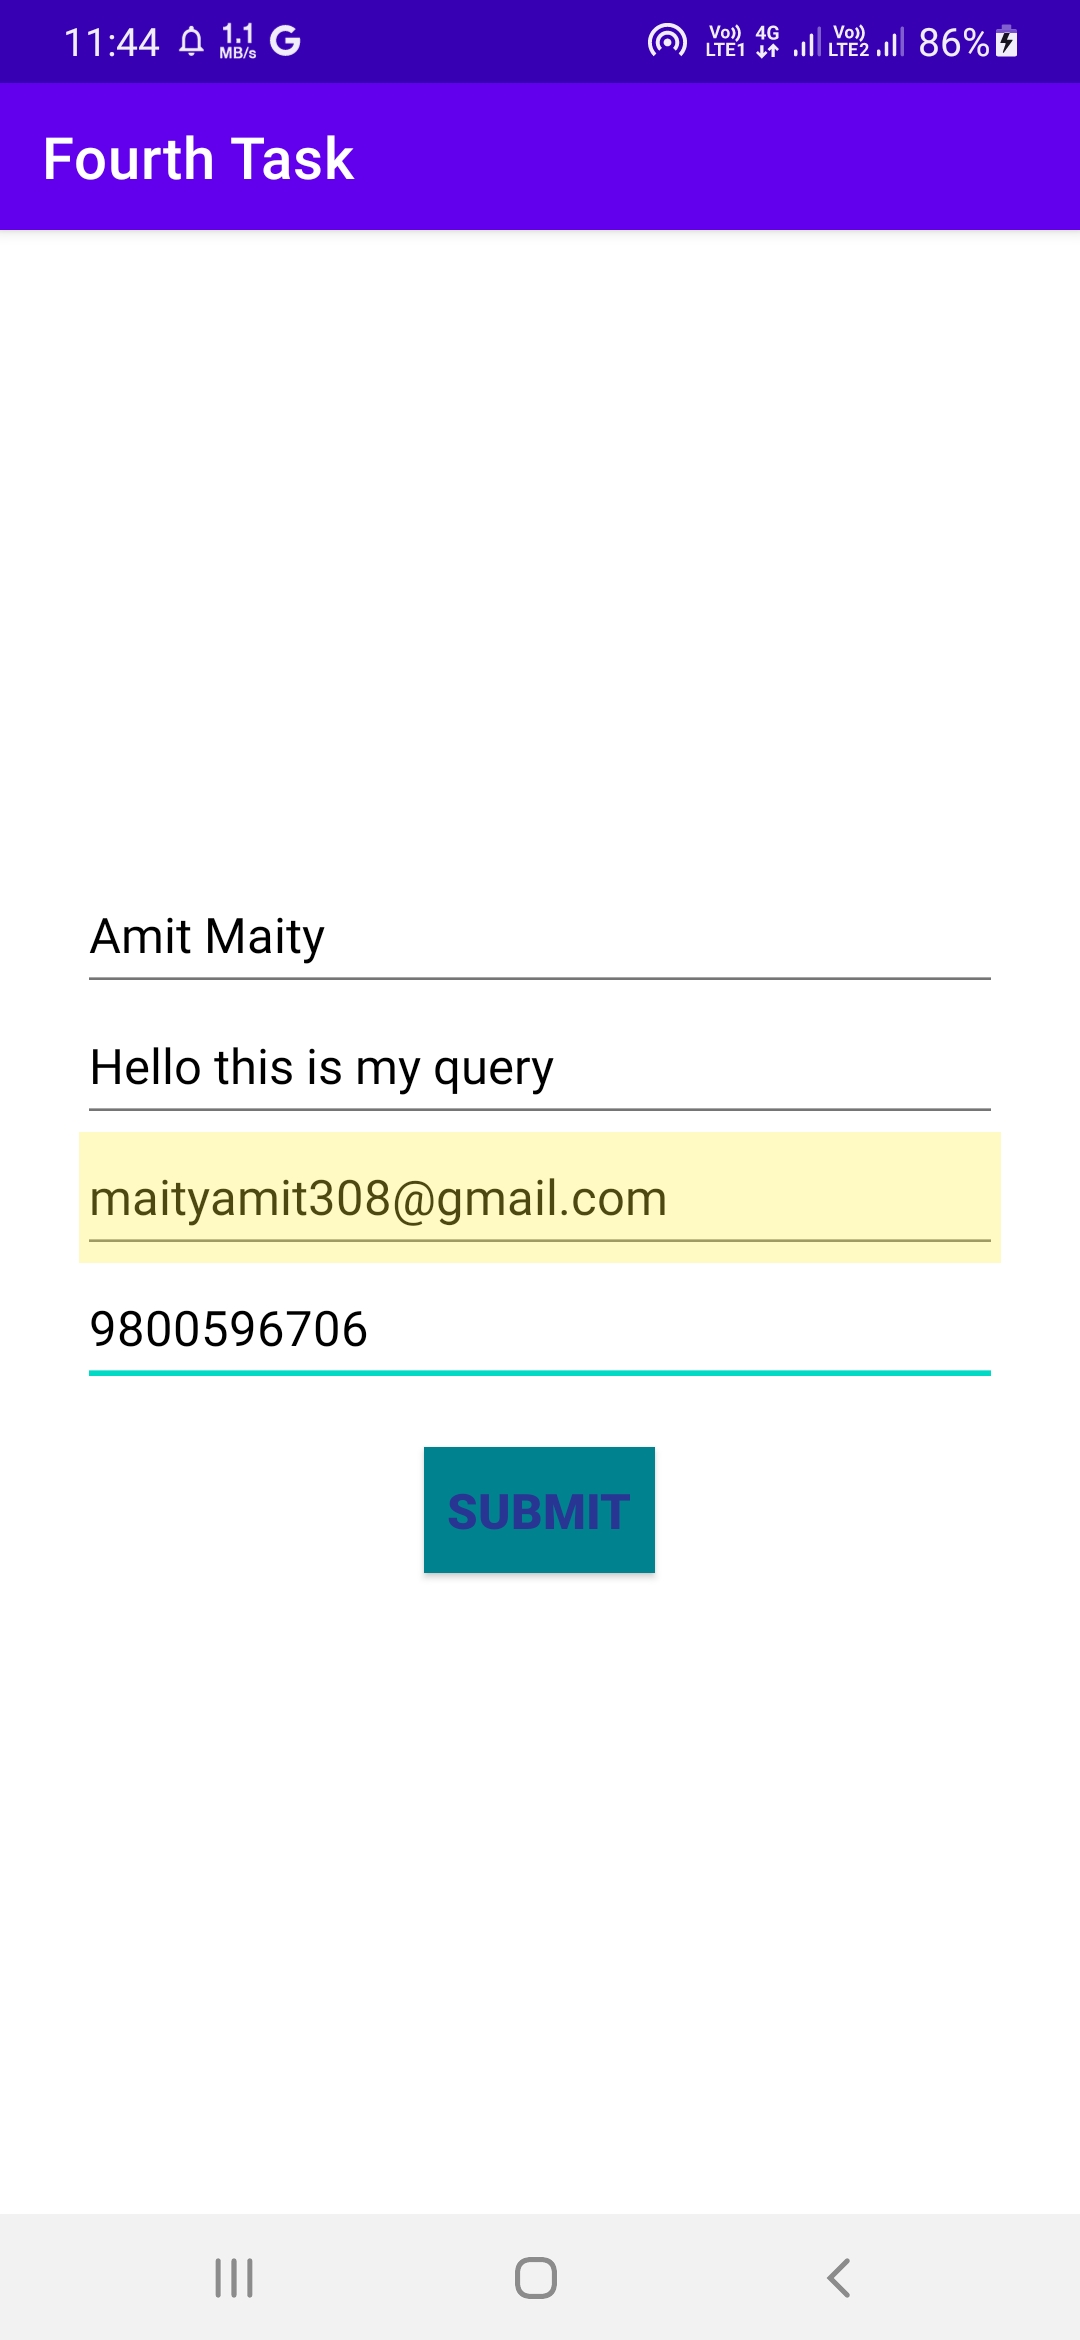 11:44 1.1 MB/s G Vo)) LTE1 4G Vo)) LTE2 86%
Fourth Task
Amit Maity
Hello this is my query
maityamit308@gmail.com
9800596706
SUBMIT